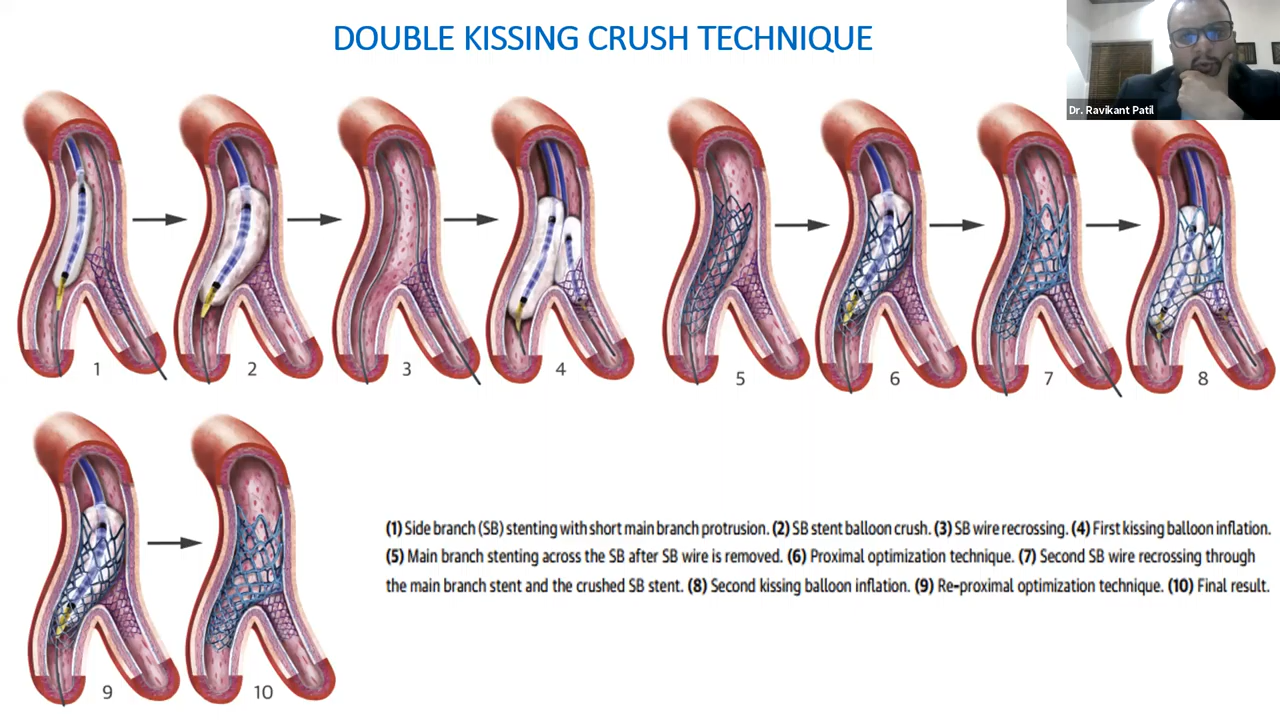 DOUBLE KISSING CRUSH TECHNIQUE
Dr. Ravikant Patil
1
2
3
4
5
6
7
8
9
10
(1) Side branch (SB) stenting with short main branch protrusion. (2) SB stent balloon crush. (3) SB wire recrossing. (4) First kissing balloon inflation.
(5) Main branch stenting across the SB after SB wire is removed. (6) Proximal optimization technique. (7) Second SB wire recrossing through
the main branch stent and the crushed SB stent. (8) Second kissing balloon inflation. (9) Re-proximal optimization technique. (10) Final result.